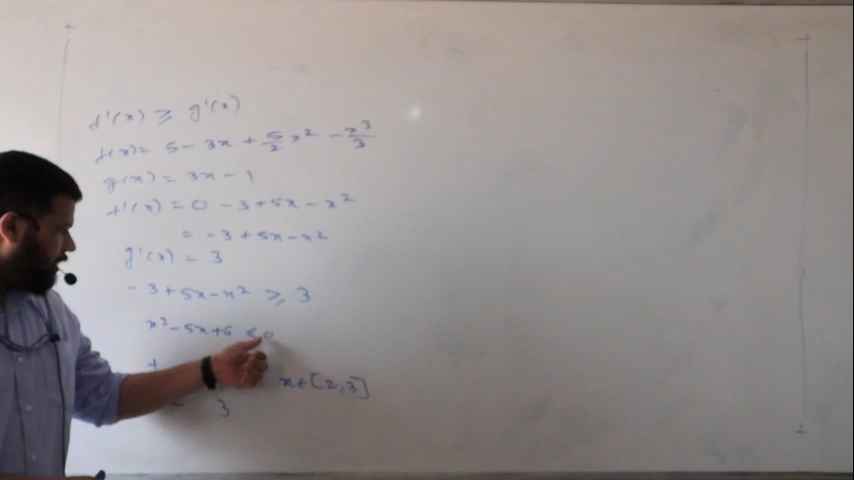 f'(x) ≥ g'(x)
f(x) = 5 - 3x + 5/2 x² - x³/3
g(x) = 3x - 1
f'(x) = 0 - 3 + 5x - x²
= -3 + 5x - x²
g'(x) = 3
-3 + 5x - x² ≥ 3
x² - 5x + 6 ≤ 0
+
3
x ∈ [2, 3]